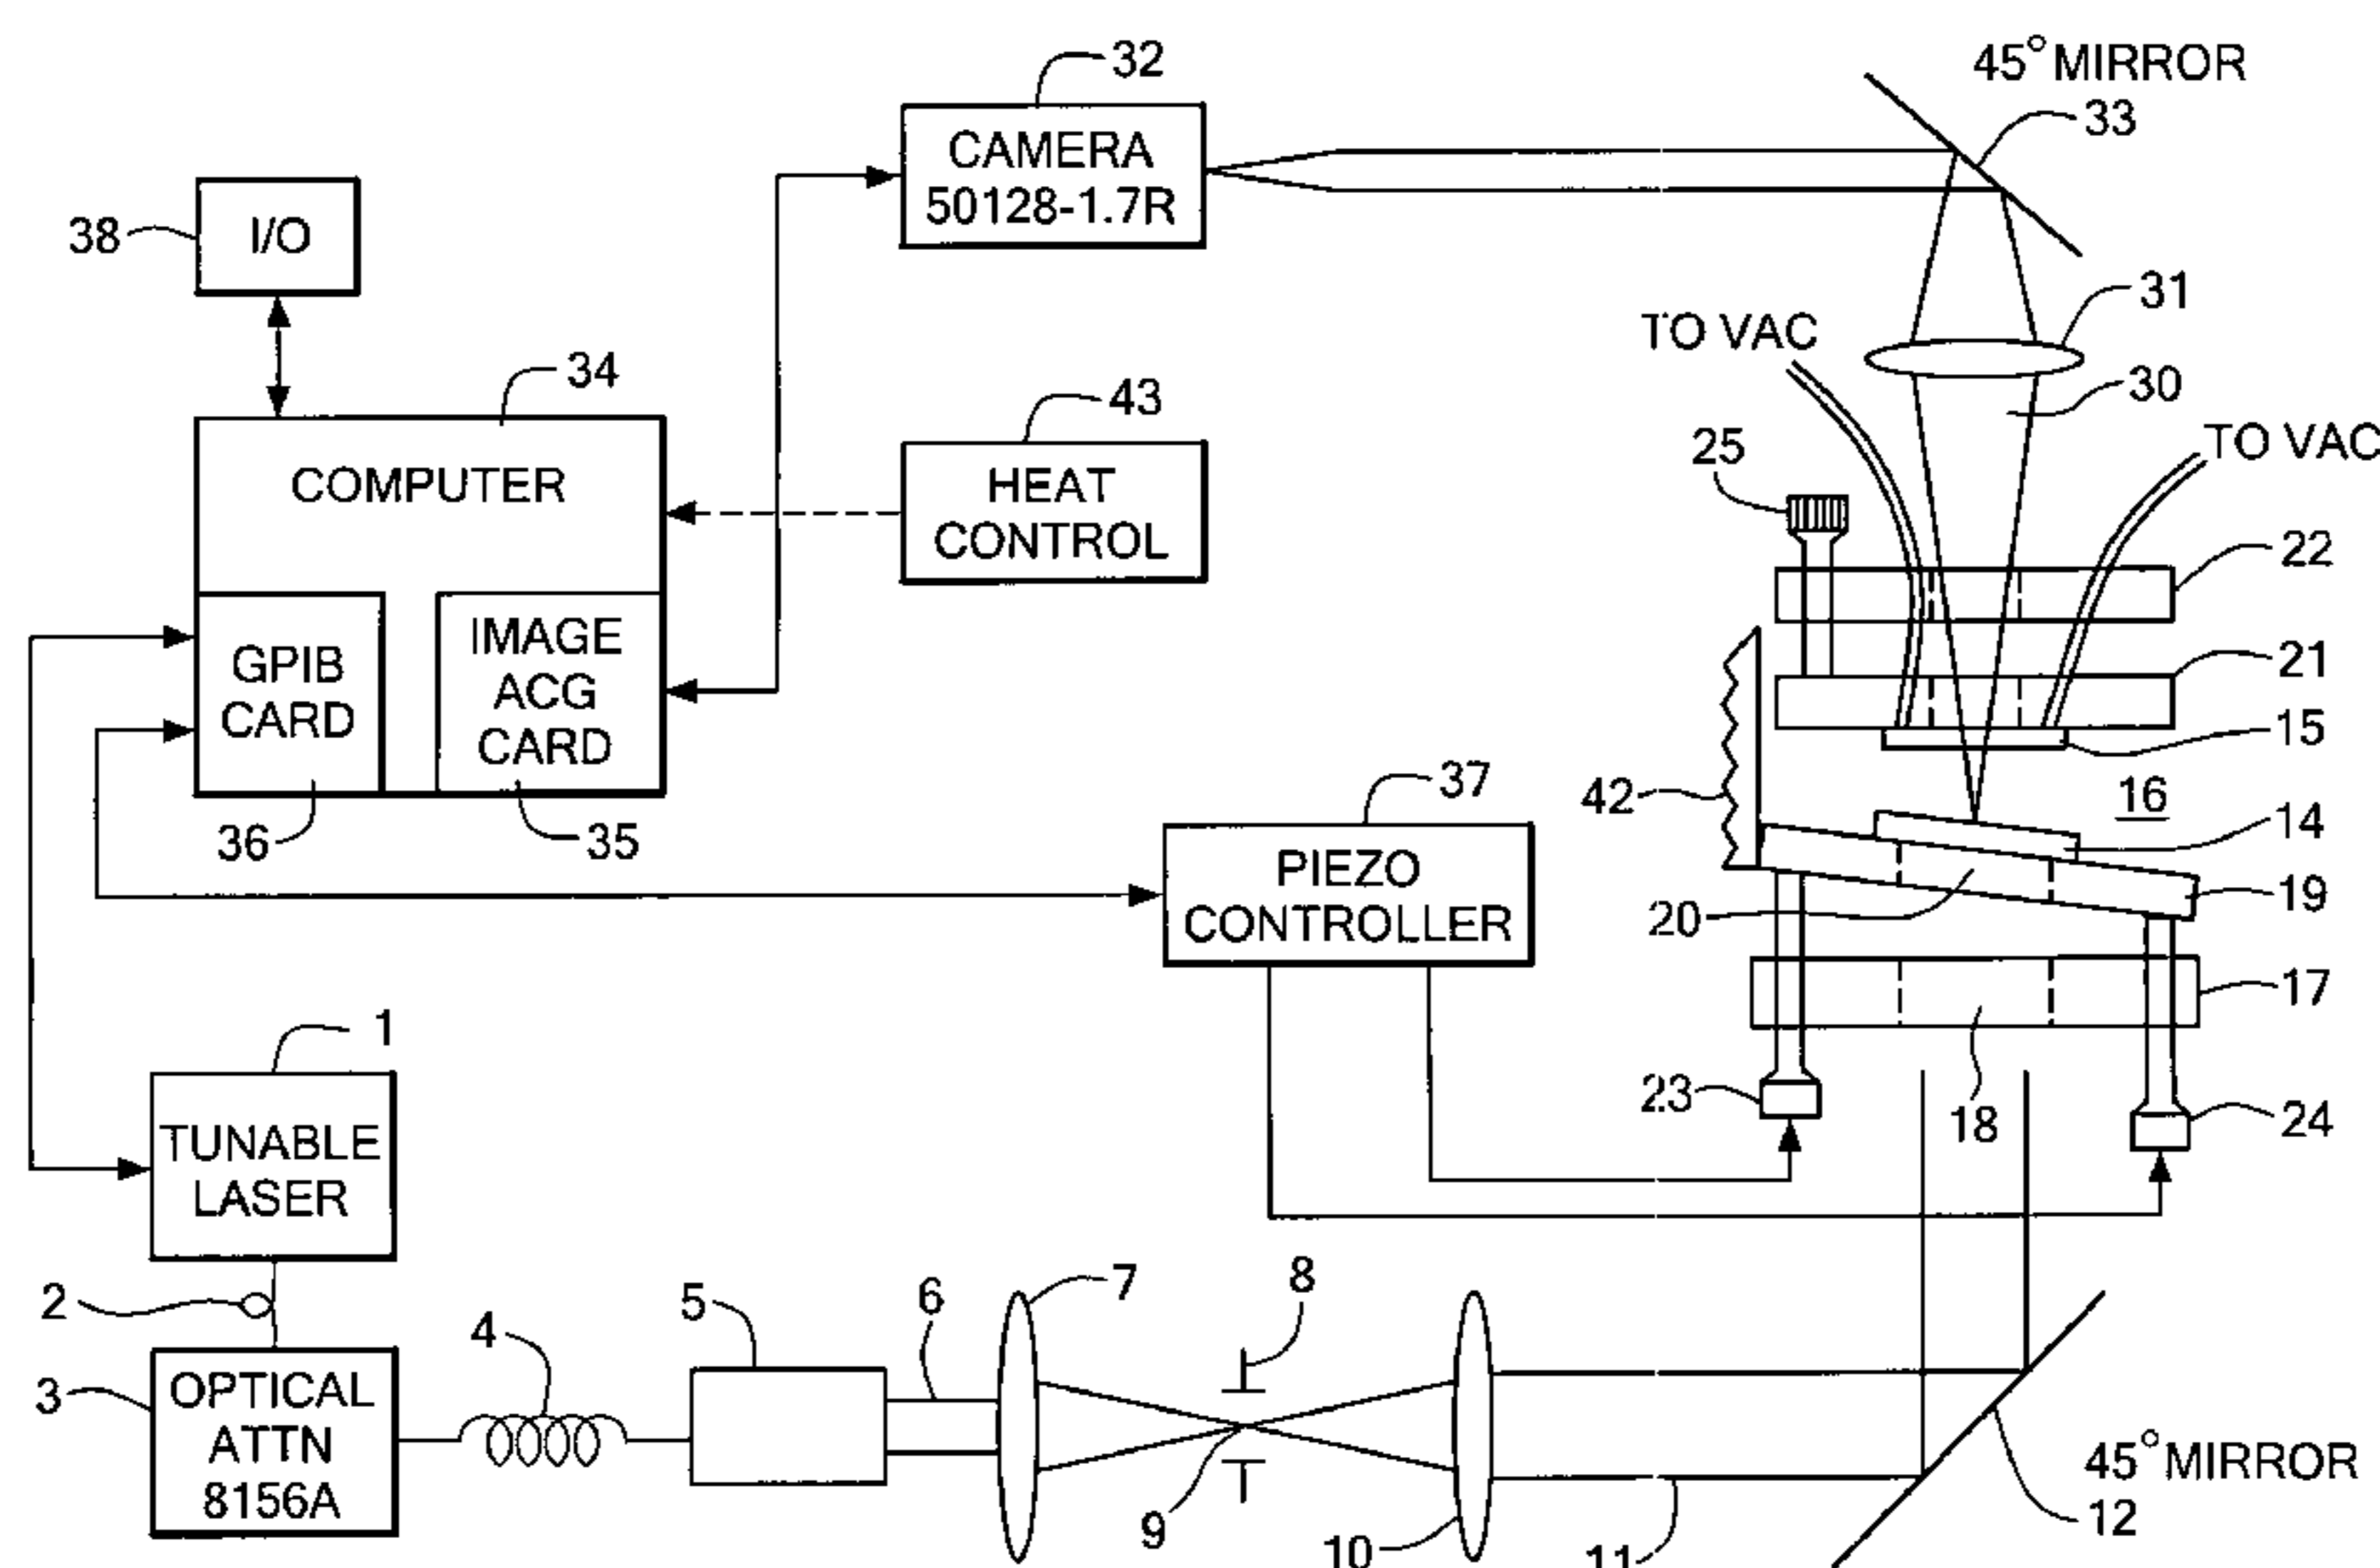 45° MIRROR
33
32
CAMERA
50128-1.7R
38
I/O
31
TO VAC
30
34
43
25
TO VAC
COMPUTER
HEAT
CONTROL
22
GPIB
CARD
IMAGE
ACG
CARD
21
15
37
42
16
14
36
35
PIEZO
CONTROLLER
20
19
17
1
23
18
24
TUNABLE
LASER
2
5
6
7
8
4
3
OPTICAL
ATTN
8156A
45° MIRROR
12
9
10
11